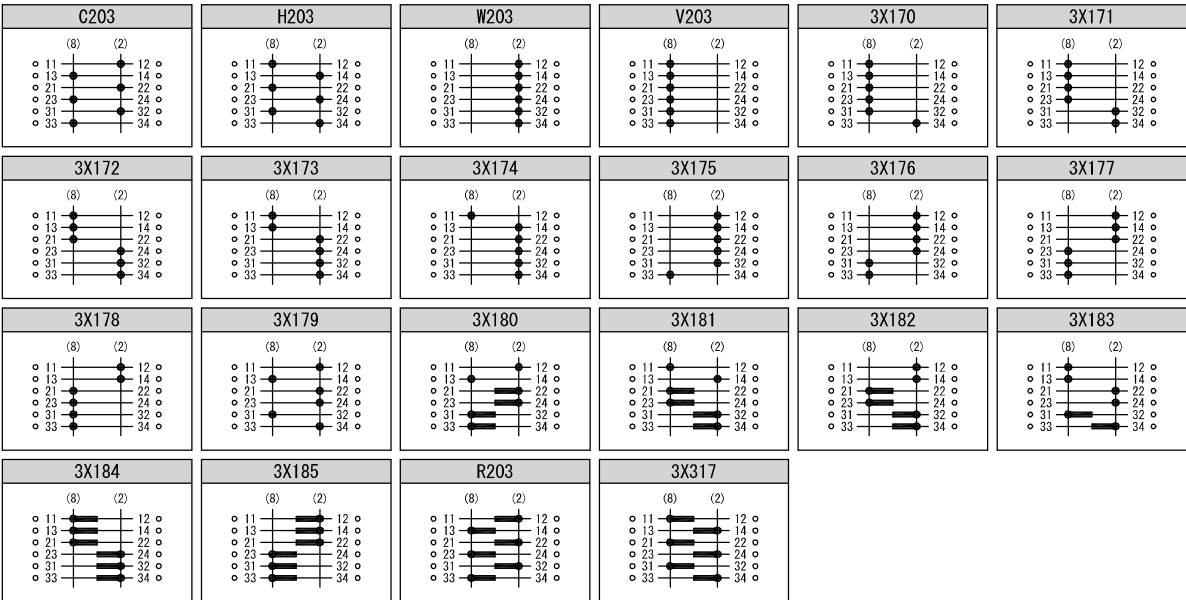 C203 H203 W203 V203 3X170 3X171
(8) (2) (8) (2) (8) (2) (8) (2) (8) (2) (8) (2)
11 12 11 12 11 12 11 12 11 12 11 12
13 14 13 14 13 14 13 14 13 14 13 14
21 22 21 22 21 22 21 22 21 22 21 22
23 24 23 24 23 24 23 24 23 24 23 24
31 32 31 32 31 32 31 32 31 32 31 32
33 34 33 34 33 34 33 34 33 34 33 34
3X172 3X173 3X174 3X175 3X176 3X177
(8) (2) (8) (2) (8) (2) (8) (2) (8) (2) (8) (2)
11 12 11 12 11 12 11 12 11 12 11 12
13 14 13 14 13 14 13 14 13 14 13 14
21 22 21 22 21 22 21 22 21 22 21 22
23 24 23 24 23 24 23 24 23 24 23 24
31 32 31 32 31 32 31 32 31 32 31 32
33 34 33 34 33 34 33 34 33 34 33 34
3X178 3X179 3X180 3X181 3X182 3X183
(8) (2) (8) (2) (8) (2) (8) (2) (8) (2) (8) (2)
11 12 11 12 11 12 11 12 11 12 11 12
13 14 13 14 13 14 13 14 13 14 13 14
21 22 21 22 21 22 21 22 21 22 21 22
23 24 23 24 23 24 23 24 23 24 23 24
31 32 31 32 31 32 31 32 31 32 31 32
33 34 33 34 33 34 33 34 33 34 33 34
3X184 3X185 R203 3X317
(8) (2) (8) (2) (8) (2) (8) (2)
11 12 11 12 11 12 11 12
13 14 13 14 13 14 13 14
21 22 21 22 21 22 21 22
23 24 23 24 23 24 23 24
31 32 31 32 31 32 31 32
33 34 33 34 33 34 33 34